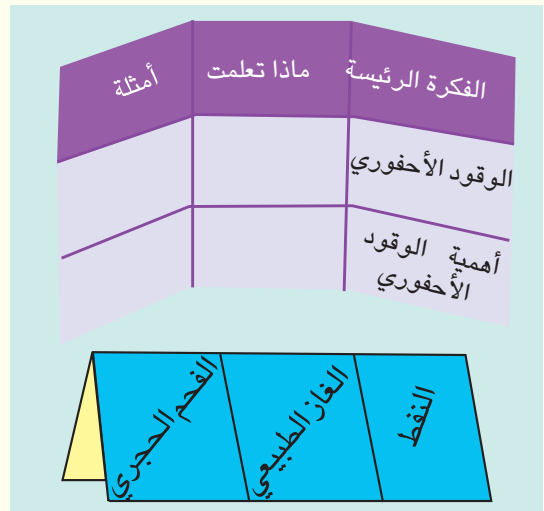 الفكرة الرئيسة
ماذا تعلمت
أمثلة
الوقود الأحفوري
أهمية الوقود
الأحفوري
النفط
الغاز الطبيعي
الفحم الحجري